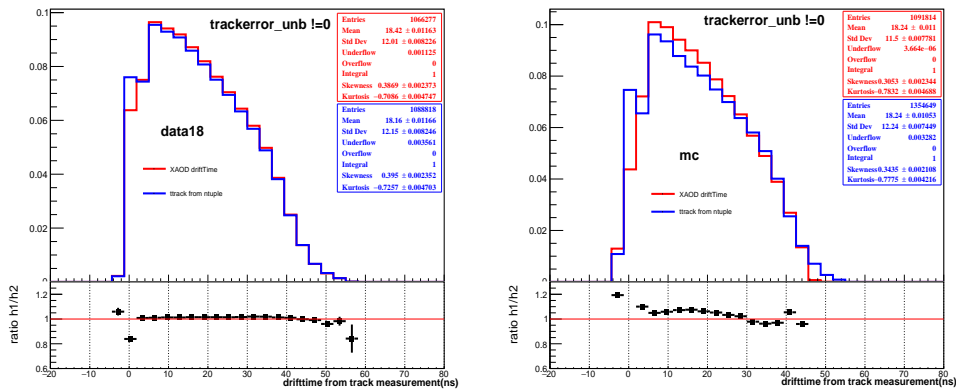 trackerror_unb !=0
Entries 1066277
Mean 18.42 ± 0.01163
Std Dev 12.01 ± 0.008226
Underflow 0.001125
Overflow 0
Integral 1
Skewness 0.3869 ± 0.002373
Kurtosis −0.7086 ± 0.004747
Entries 1088818
Mean 18.16 ± 0.01166
Std Dev 12.15 ± 0.008246
Underflow 0.003561
Overflow 0
Integral 1
Skewness 0.395 ± 0.002352
Kurtosis −0.7257 ± 0.004703
data18
XAOD driftTime
ttrack from ntuple
0.1
0.08
0.06
0.04
0.02
0
ratio h1/h2
1.2
1
0.8
0.6
−20 −10 0 10 20 30 40 50 60 70 80
drifttime from track measurement(ns)
trackerror_unb !=0
Entries 1091814
Mean 18.24 ± 0.011
Std Dev 11.5 ± 0.007781
Underflow 3.664e−06
Overflow 0
Integral 1
Skewness 0.3053 ± 0.002344
Kurtosis −0.7832 ± 0.004688
Entries 1354649
Mean 18.24 ± 0.01053
Std Dev 12.24 ± 0.007449
Underflow 0.003282
Overflow 0
Integral 1
Skewness 0.3435 ± 0.002108
Kurtosis −0.7775 ± 0.004216
mc
XAOD driftTime
ttrack from ntuple
0.1
0.08
0.06
0.04
0.02
0
ratio h1/h2
1.2
1
0.8
0.6
−20 −10 0 10 20 30 40 50 60 70 80
drifttime from track measurement(ns)